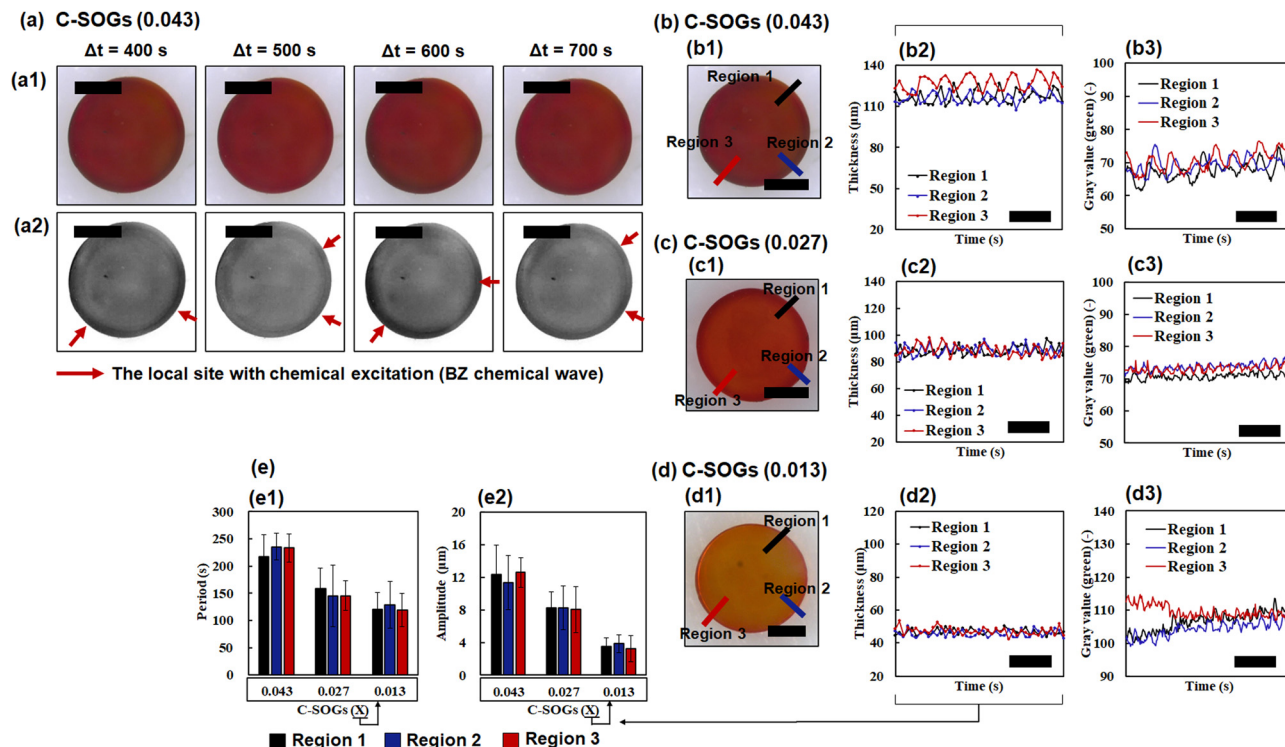 (a) C-SOGs (0.043)
Δt = 400 s Δt = 500 s Δt = 600 s Δt = 700 s
(a1)
(a2)
The local site with chemical excitation (BZ chemical wave)
(b) C-SOGs (0.043)
(b1)
Region 1
Region 3
Region 2
(b2)
Thickness (μm)
140
110
80
50
20
Region 1
Region 2
Region 3
Time (s)
(b3)
Gray value (green) (-)
100
90
80
70
60
50
Region 1
Region 2
Region 3
Time (s)
(c) C-SOGs (0.027)
(c1)
Region 1
Region 2
Region 3
(c2)
Thickness (μm)
140
120
100
80
60
40
20
Region 1
Region 2
Region 3
Time (s)
(c3)
Gray value (green) (-)
100
90
80
70
60
50
Region 1
Region 2
Region 3
Time (s)
(d) C-SOGs (0.013)
(d1)
Region 1
Region 2
Region 3
(d2)
Thickness (μm)
120
100
80
60
40
20
Region 1
Region 2
Region 3
Time (s)
(d3)
Gray value (green) (-)
140
130
120
110
100
90
Region 1
Region 2
Region 3
Time (s)
(e)
(e1)
Period (s)
300
250
200
150
100
50
0
0.043 0.027 0.013
C-SOGs (X)
(e2)
Amplitude (μm)
20
16
12
8
4
0
0.043 0.027 0.013
C-SOGs (X)
Region 1 Region 2 Region 3